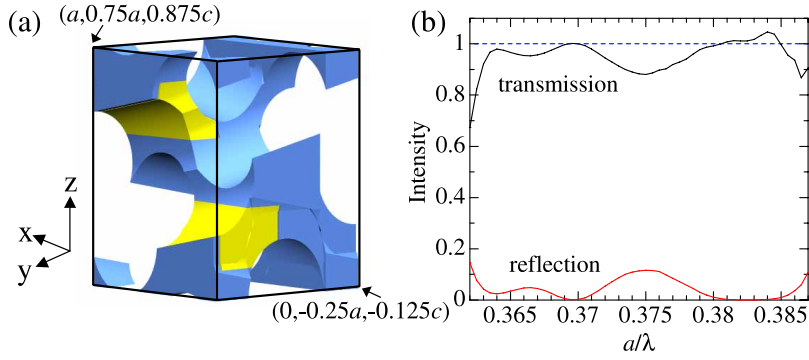 (a)
(a,0.75a,0.875c)
z
x
y
(0,-0.25a,-0.125c)
(b)
Intensity
1
0.8
0.6
0.4
0.2
0
transmission
reflection
0.365 0.37 0.375 0.38 0.385
a/λ